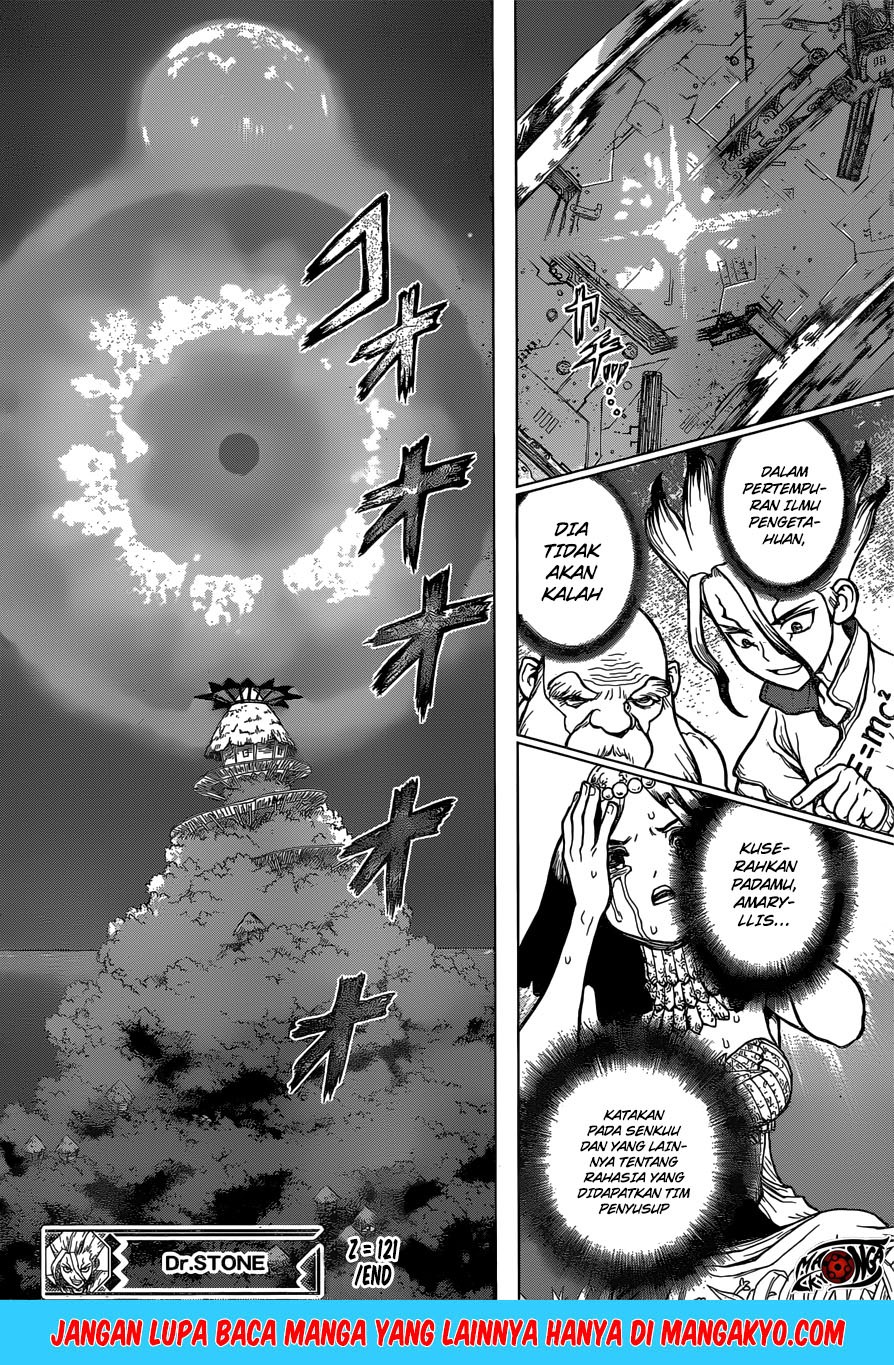 カ
チ
DALAM
PERTEMPU-
RAN ILMU
PENGETA-
HUAN,
DIA
TIDAK
AKAN
KALAH
E=mc²
KUSE-
RAHKAN
PADAMU,
AMARY-
LLIS...
KATAKAN
PADA SENKUU
DAN YANG LAIN-
NYA TENTANG
RAHASIA YANG
DIDAPATKAN TIM
PENYUSUP
コォオオオオ
Dr.STONE
Z = 121
/END
JANGAN LUPA BACA MANGA YANG LAINNYA HANYA DI MANGAKYO.COM